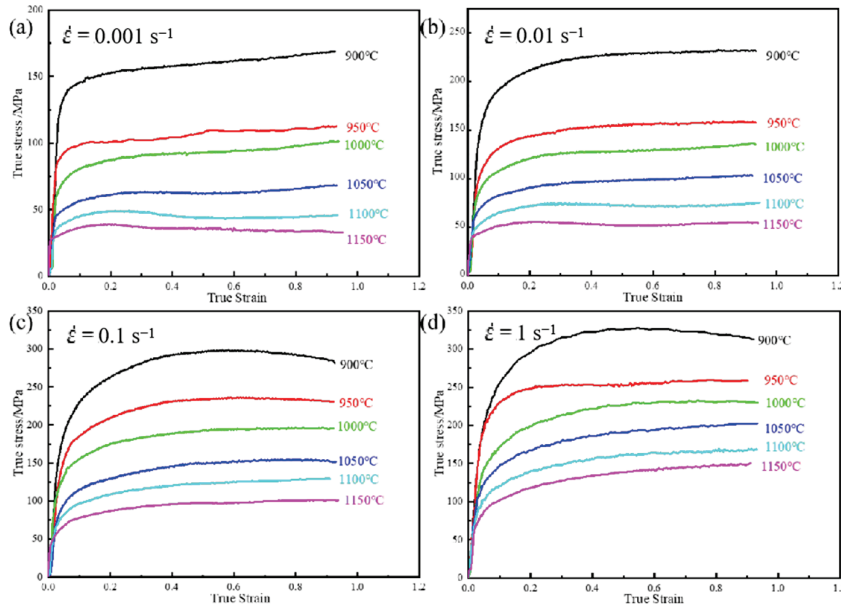 (a)
ε̇ = 0.001 s⁻¹
200
150
100
50
0
True stress /MPa
900℃
950℃
1000℃
1050℃
1100℃
1150℃
0.0 0.2 0.4 0.6 0.8 1.0 1.2
True Strain
(b)
ε̇ = 0.01 s⁻¹
250
200
150
100
50
0
True stress/MPa
900℃
950℃
1000℃
1050℃
1100℃
1150℃
0.0 0.2 0.4 0.6 0.8 1.0 1.2
True Strain
(c)
ε̇ = 0.1 s⁻¹
350
300
250
200
150
100
50
0
True stress/MPa
900℃
950℃
1000℃
1050℃
1100℃
1150℃
0.0 0.2 0.4 0.6 0.8 1.0 1.2
True Strain
(d)
ε̇ = 1 s⁻¹
350
300
250
200
150
100
50
0
True stress/MPa
900℃
950℃
1000℃
1050℃
1100℃
1150℃
0.0 0.2 0.4 0.6 0.8 1.0 1.2
True Strain